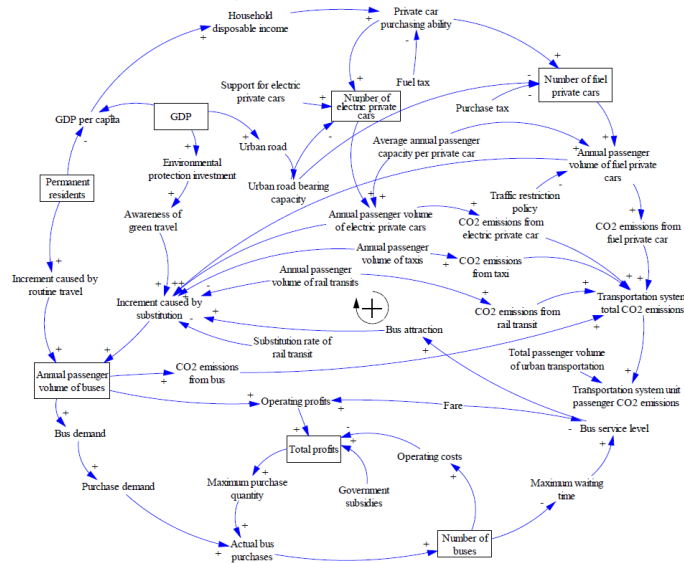 Household
disposable income
Private car
purchasing ability
Support for electric
private cars
Fuel tax
Number of
electric private
cars
Number of fuel
private cars
Purchase tax
GDP per capita
GDP
Urban road
Environmental
protection investment
Average annual passenger
capacity per private car
Annual passenger
volume of fuel private
cars
Permanent
residents
Urban road bearing
capacity
Traffic restriction
policy
Awareness of
green travel
Annual passenger volume
of electric private cars
CO2 emissions from
electric private car
CO2 emissions from
fuel private car
Annual passenger
volume of taxis
CO2 emissions
from taxi
Increment caused by
routine travel
Annual passenger
volume of rail transits
Increment caused by
substitution
CO2 emissions from
rail transit
Transportation system
total CO2 emissions
Bus attraction
Substitution rate of
rail transit
Annual passenger
volume of buses
CO2 emissions
from bus
Total passenger volume
of urban transportation
Transportation system unit
passenger CO2 emissions
Operating profits
Fare
Bus service level
Bus demand
Total profits
Operating costs
Purchase demand
Maximum purchase
quantity
Government
subsidies
Maximum waiting
time
Actual bus
purchases
Number of
buses